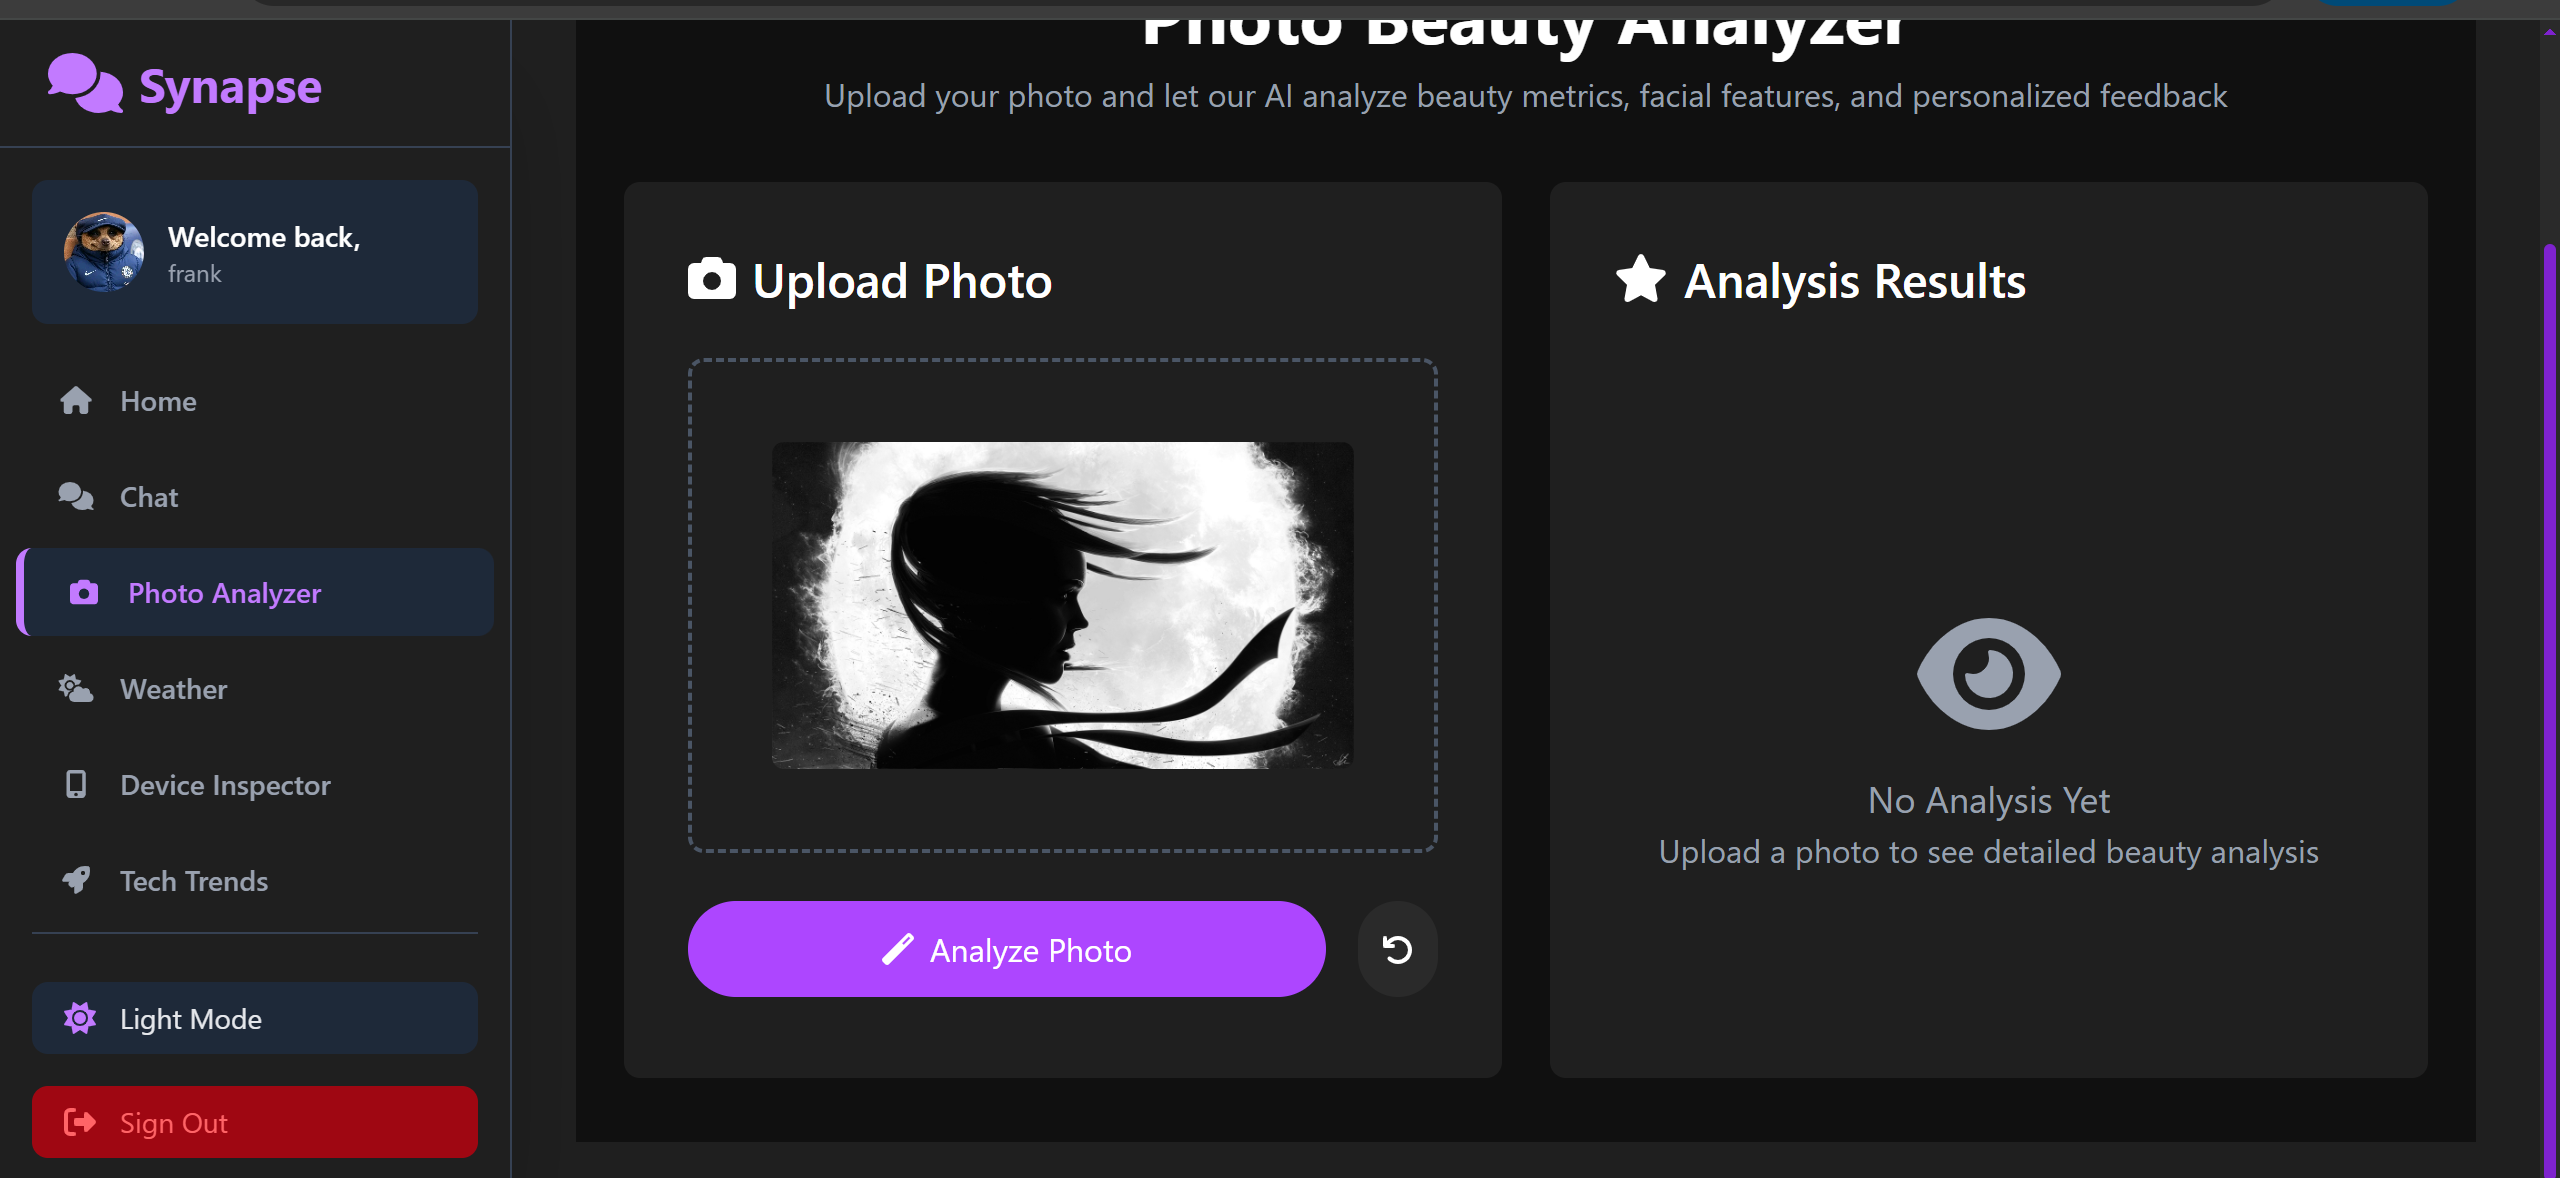 Synapse
Welcome back,
frank
Home
Chat
Photo Analyzer
Weather
Device Inspector
Tech Trends
Light Mode
Sign Out
Photo Beauty Analyzer
Upload your photo and let our AI analyze beauty metrics, facial features, and personalized feedback
Upload Photo
Analyze Photo
Analysis Results
No Analysis Yet
Upload a photo to see detailed beauty analysis